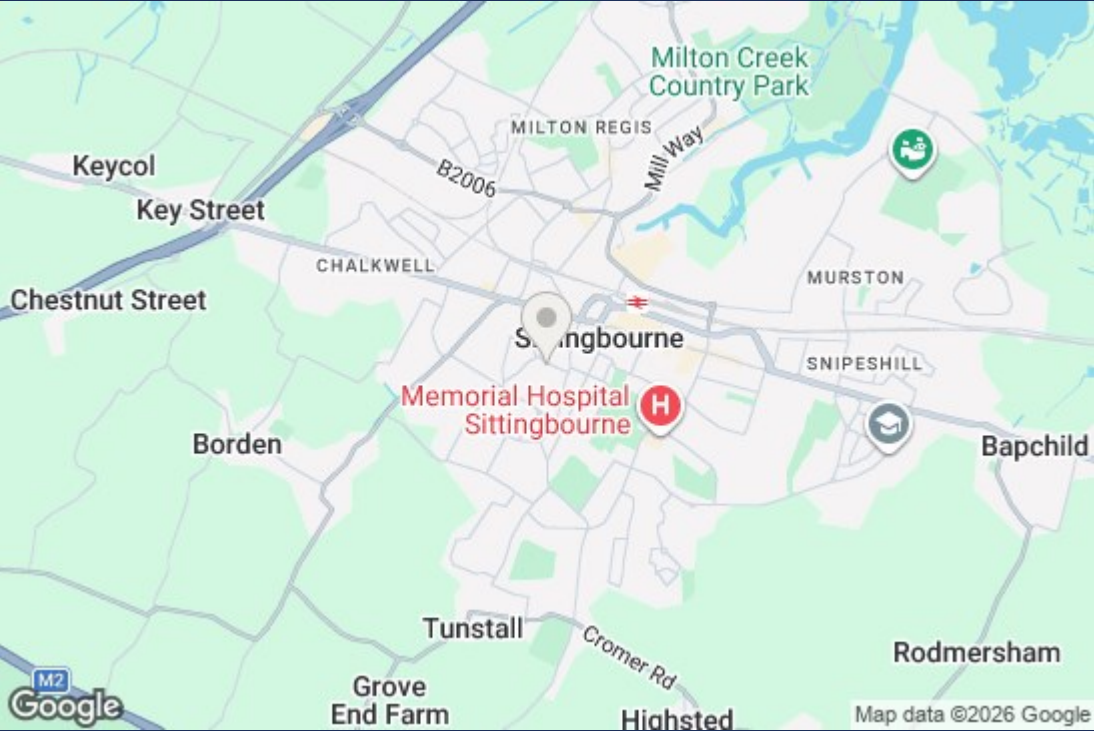 Milton Creek
Country Park
MILTON REGIS
Mill Way
Keycol
B2006
Key Street
CHALKWELL
MURSTON
Chestnut Street
Sittingbourne
SNIPESHILL
Memorial Hospital
Sittingbourne
H
Borden
Bapchild
Tunstall
Cromer Rd
Rodmersham
M2
Grove
End Farm
Highsted
Google
Map data ©2026 Google